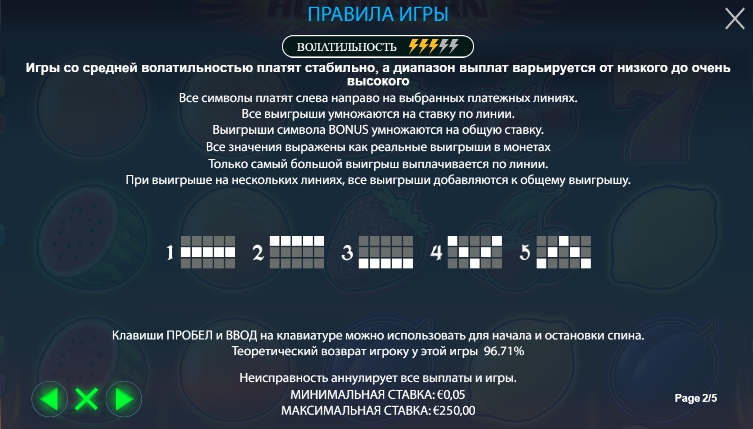 ПРАВИЛА ИГРЫ
ВОЛАТИЛЬНОСТЬ
Игры со средней волатильностью платят стабильно, а диапазон выплат варьируется от низкого до очень
высокого
Все символы платят слева направо на выбранных платежных линиях.
Все выигрыши умножаются на ставку по линии.
Выигрыши символа BONUS умножаются на общую ставку.
Все значения выражены как реальные выигрыши в монетах
Только самый большой выигрыш выплачивается по линии.
При выигрыше на нескольких линиях, все выигрыши добавляются к общему выигрышу.
1 2 3 4 5
Клавиши ПРОБЕЛ и ВВОД на клавиатуре можно использовать для начала и остановки спина.
Теоретический возврат игроку у этой игры 96.71%
Неисправность аннулирует все выплаты и игры.
МИНИМАЛЬНАЯ СТАВКА: €0,05
МАКСИМАЛЬНАЯ СТАВКА: €250,00
Page 2/5